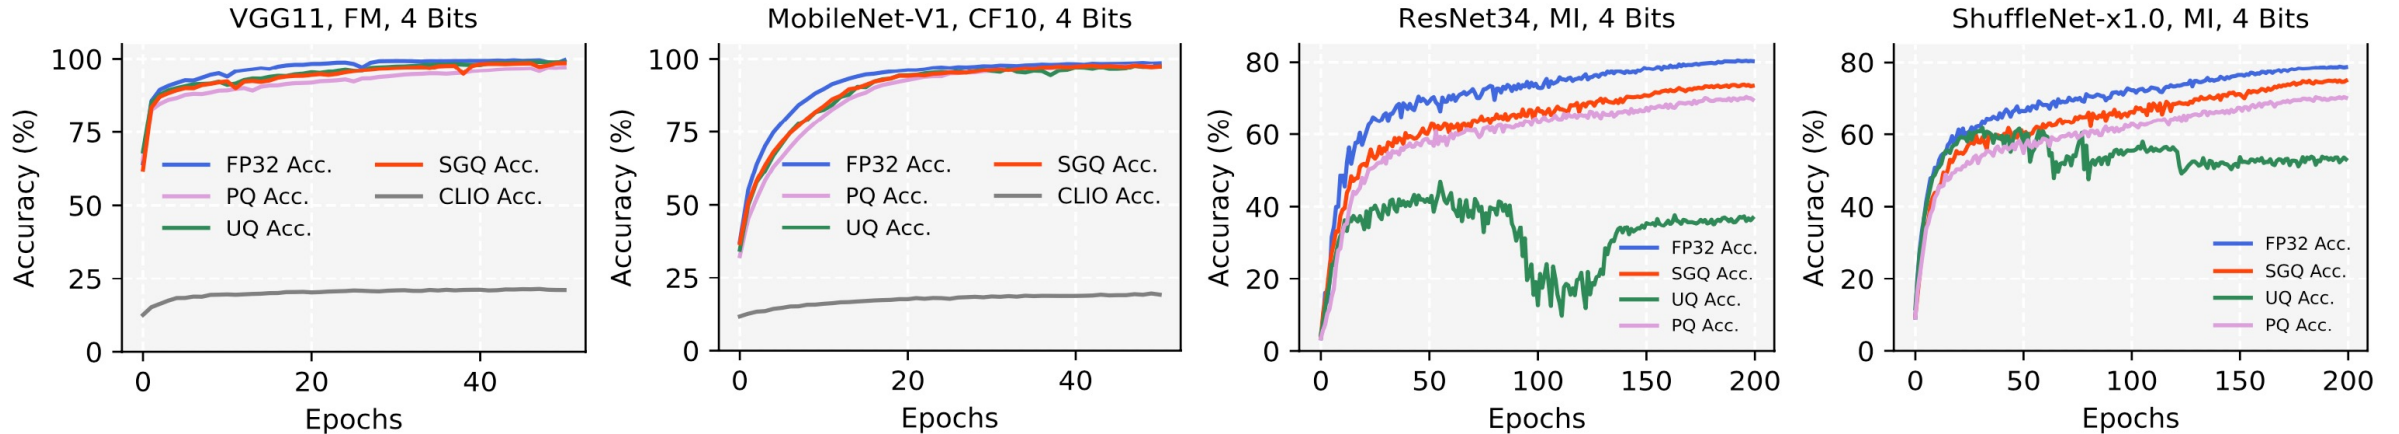 VGG11, FM, 4 Bits
Accuracy (%)
100
75
50
25
0
FP32 Acc.
PQ Acc.
UQ Acc.
SGQ Acc.
CLIO Acc.
0 20 40
Epochs
MobileNet-V1, CF10, 4 Bits
Accuracy (%)
100
75
50
25
0
FP32 Acc.
PQ Acc.
UQ Acc.
SGQ Acc.
CLIO Acc.
0 20 40
Epochs
ResNet34, MI, 4 Bits
Accuracy (%)
80
60
40
20
0
FP32 Acc.
SGQ Acc.
UQ Acc.
PQ Acc.
0 50 100 150 200
Epochs
ShuffleNet-x1.0, MI, 4 Bits
Accuracy (%)
80
60
40
20
0
FP32 Acc.
SGQ Acc.
UQ Acc.
PQ Acc.
0 50 100 150 200
Epochs